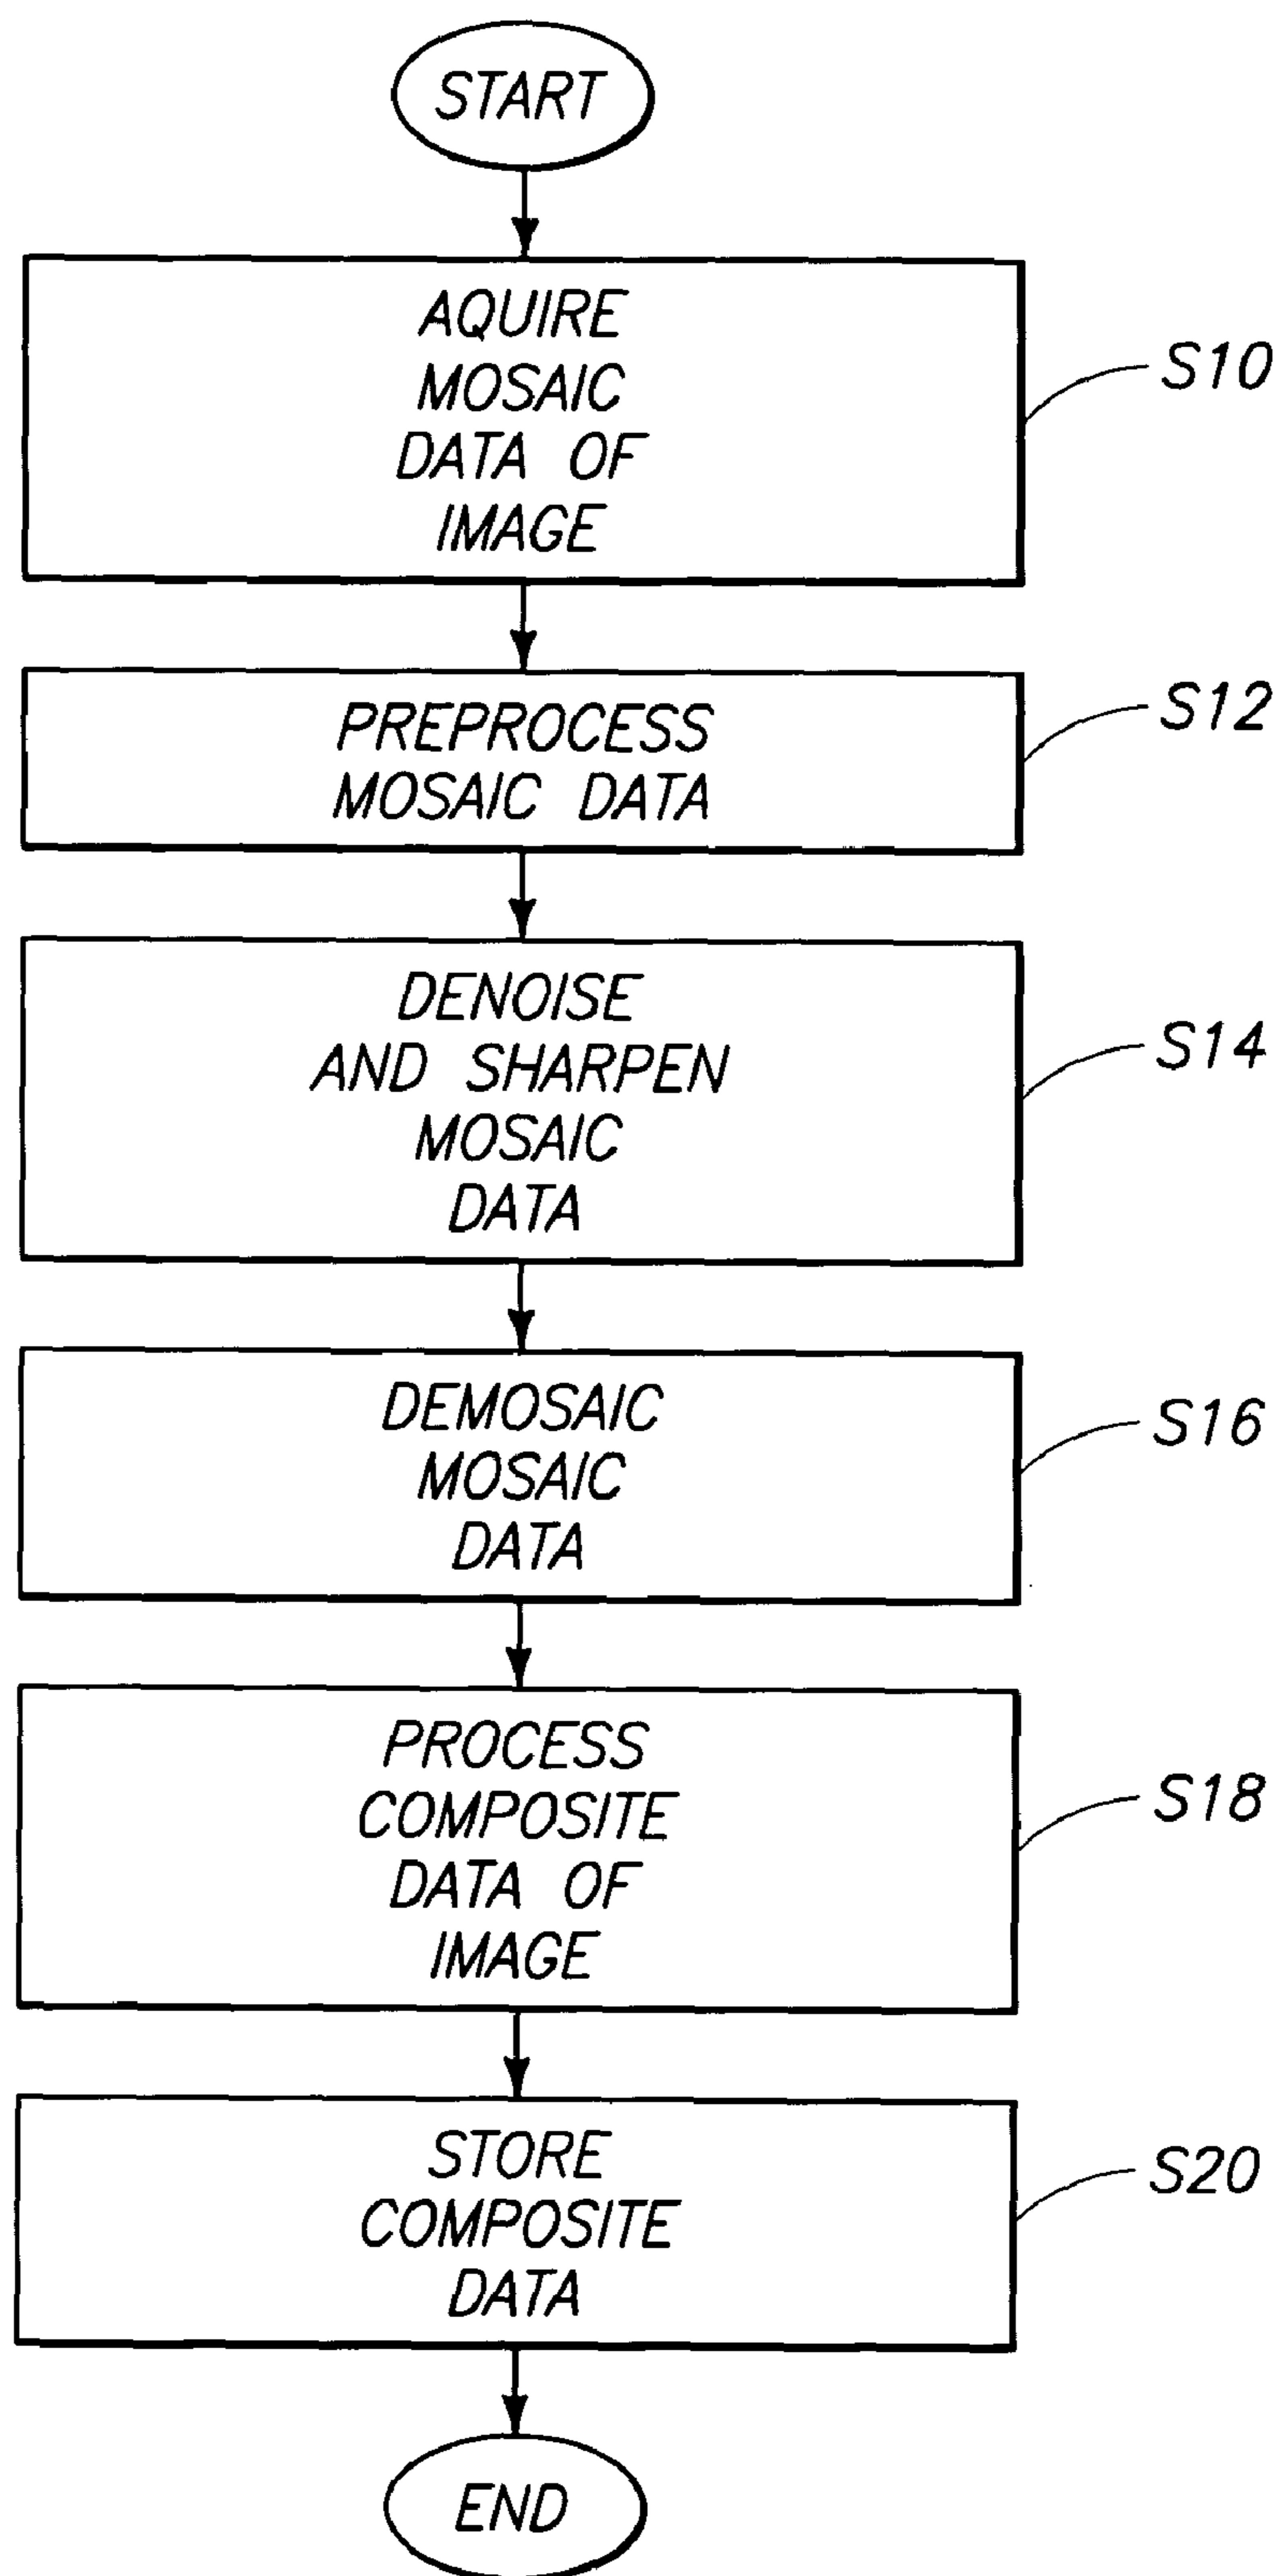 START
AQUIRE
MOSAIC
DATA OF
IMAGE
S10
PREPROCESS
MOSAIC DATA
S12
DENOISE
AND SHARPEN
MOSAIC
DATA
S14
DEMOSAIC
MOSAIC
DATA
S16
PROCESS
COMPOSITE
DATA OF
IMAGE
S18
STORE
COMPOSITE
DATA
S20
END